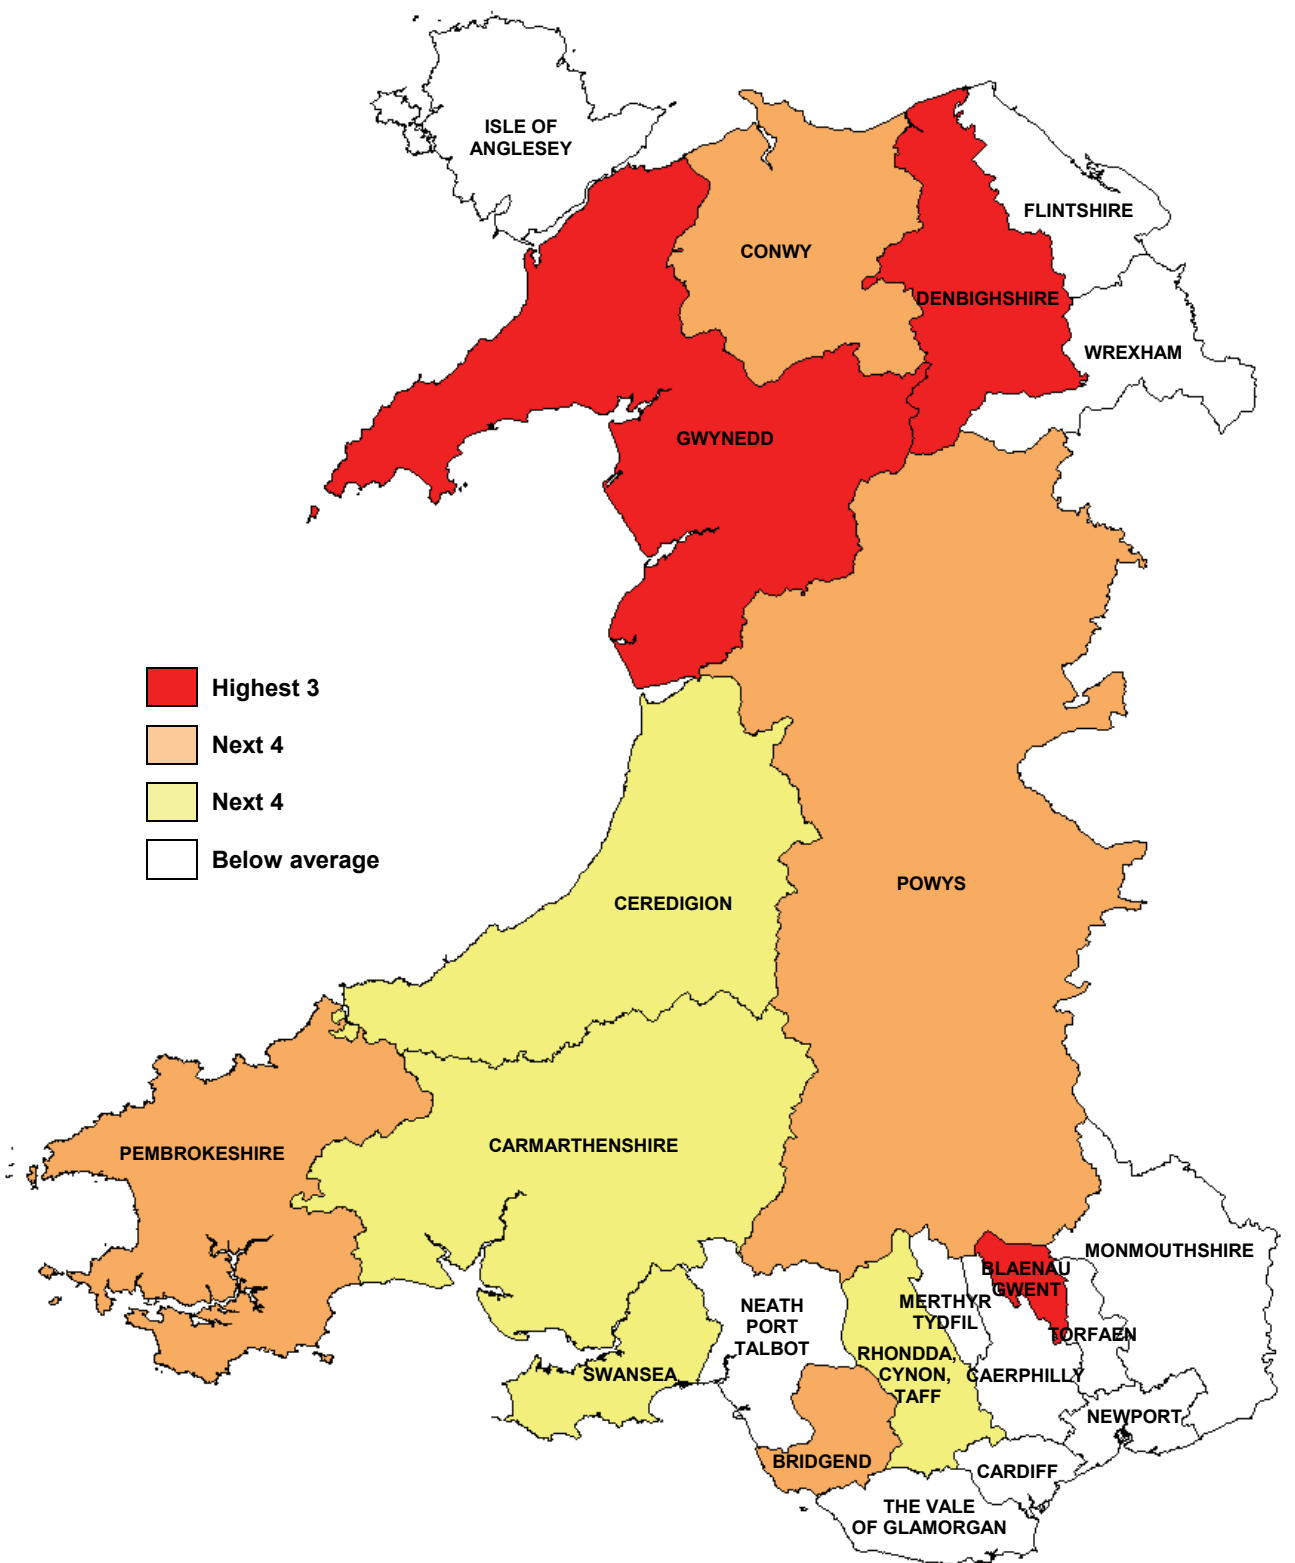 ISLE OF
ANGLESEY
FLINTSHIRE
CONWY
DENBIGHSHIRE
WREXHAM
GWYNEDD
Highest 3
Next 4
Next 4
Below average
POWYS
CEREDIGION
CARMARTHENSHIRE
PEMBROKESHIRE
MONMOUTHSHIRE
BLAENAU
GWENT
MERTHYR
TYDFIL
NEATH
PORT
TALBOT
TORFAEN
RHONDDA,
CYNON,
TAFF
CAERPHILLY
SWANSEA
NEWPORT
BRIDGEND
CARDIFF
THE VALE
OF GLAMORGAN